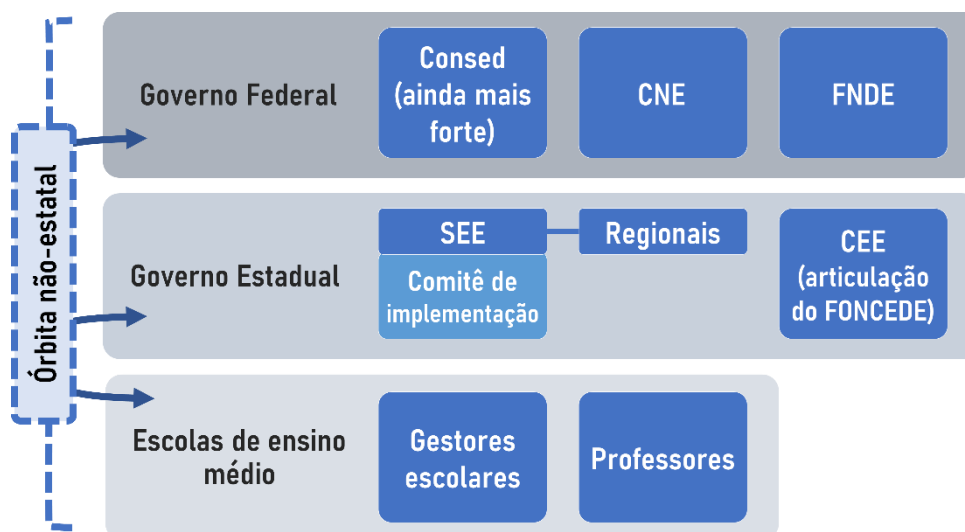 Órbita não-estatal
Governo Federal
Consed
(ainda mais
forte)
CNE
FNDE
Governo Estadual
SEE
Comitê de
implementação
Regionais
CEE
(articulação
do FONCEDE)
Escolas de ensino
médio
Gestores
escolares
Professores